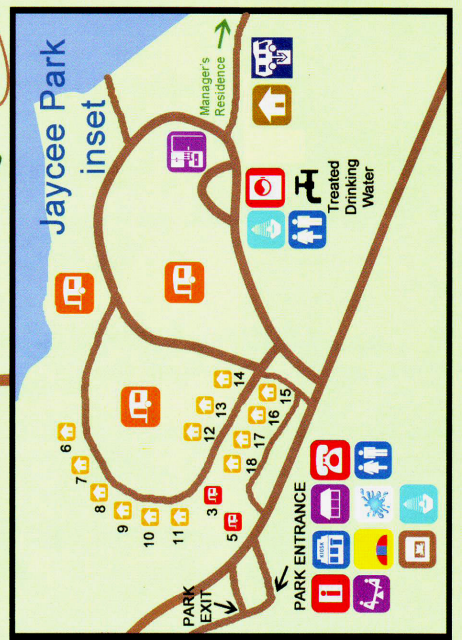 Jaycee Park
inset
Manager's
Residence
Treated
Drinking
Water
6
7
8
9
10
11
12
13
14
15
16
17
18
3
5
PARK
EXIT
PARK ENTRANCE
KIOSK
i